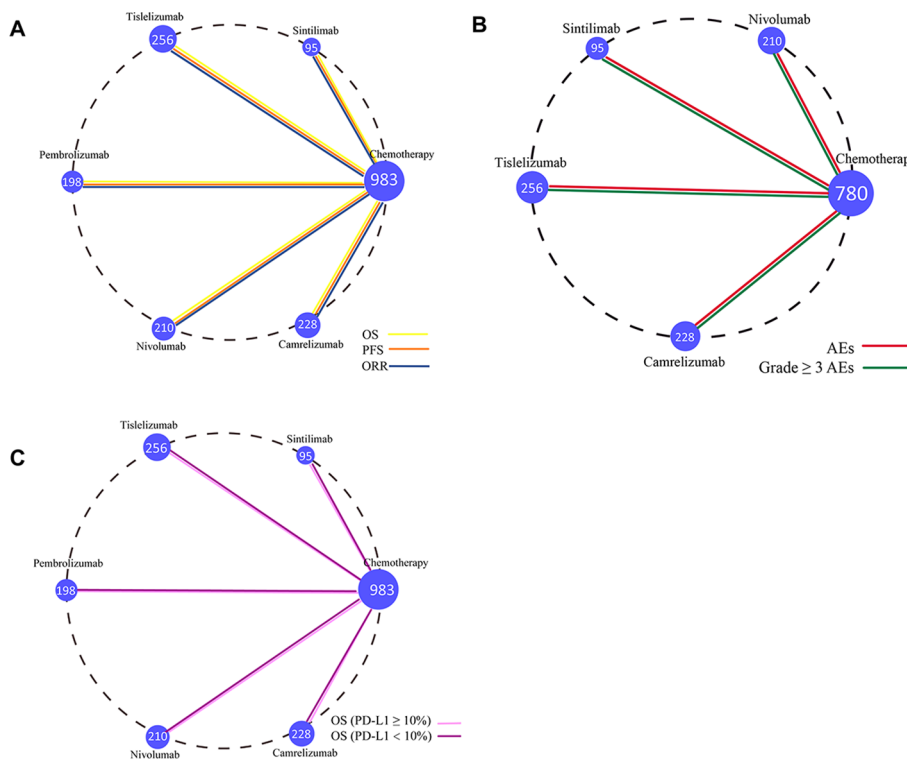 A
Tislelizumab
256
Sintilimab
95
Pembrolizumab
198
Chemotherapy
983
Nivolumab
210
Camrelizumab
228
OS
PFS
ORR
B
Sintilimab
95
Nivolumab
210
Tislelizumab
256
Chemotherapy
780
Camrelizumab
228
AEs
Grade ≥ 3 AEs
C
Tislelizumab
256
Sintilimab
95
Pembrolizumab
198
Chemotherapy
983
Nivolumab
210
Camrelizumab
228
OS (PD-L1 ≥ 10%)
OS (PD-L1 < 10%)